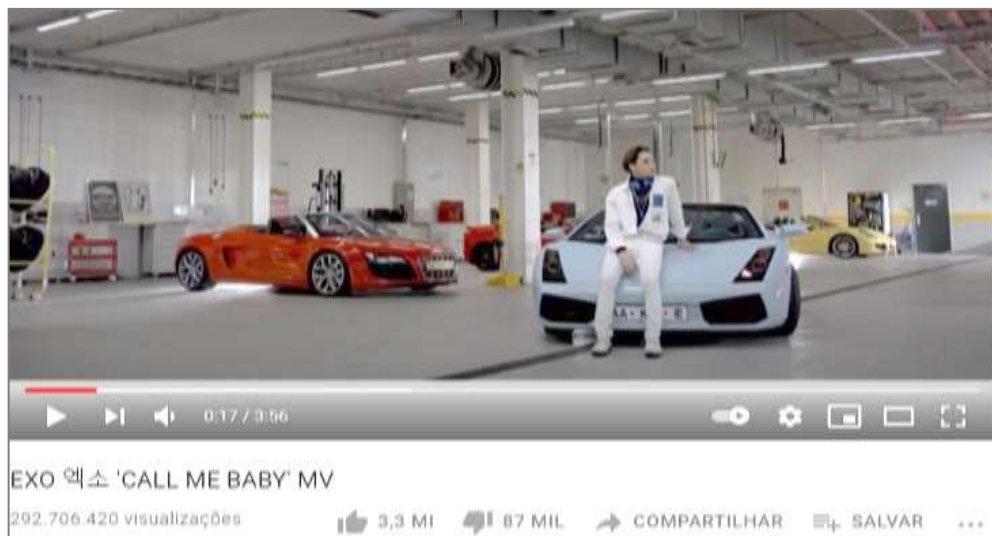 0:17 / 3:56
EXO 엑소 'CALL ME BABY' MV
292.706.420 visualizações 3,3 MI 87 MIL COMPARTILHAR SALVAR